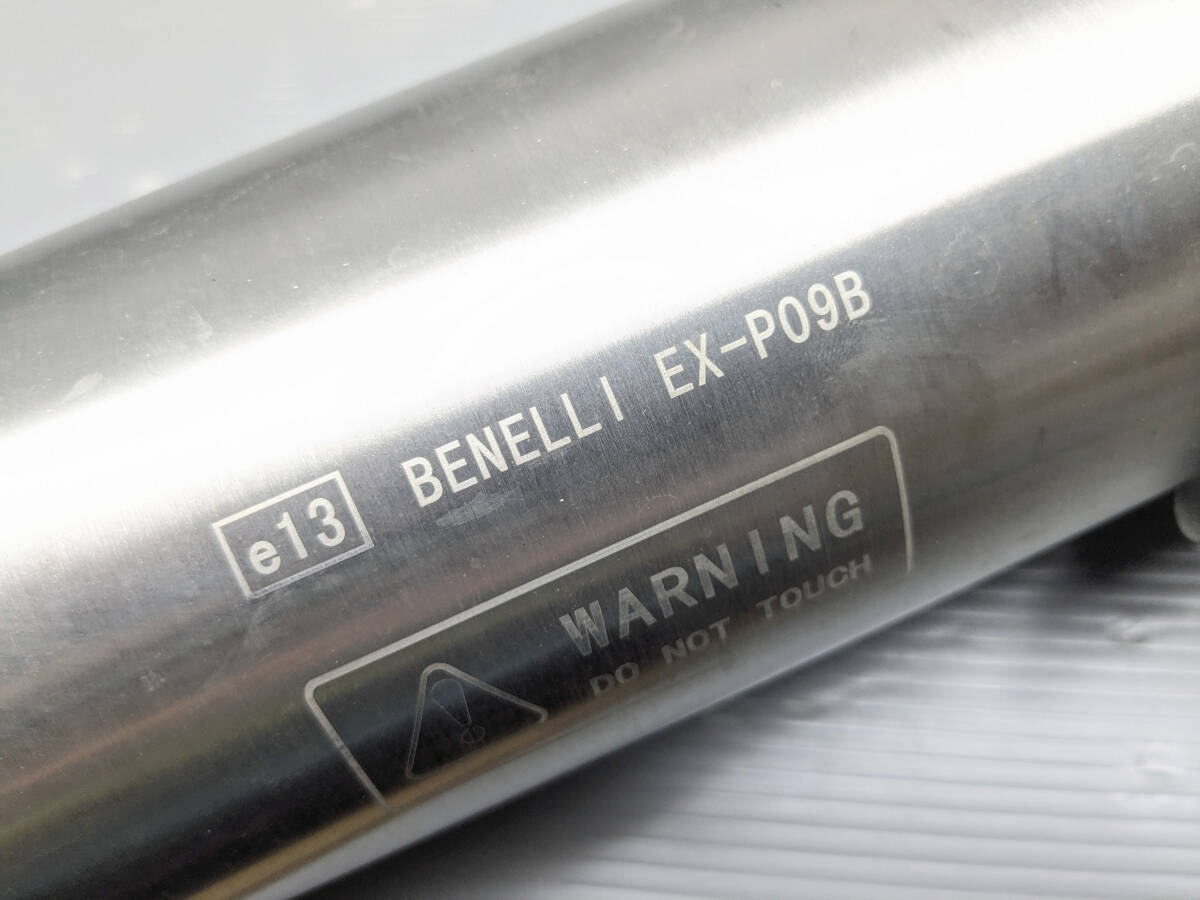 e13 BENELLI EX-P09B
WARNING
DO NOT TOUCH